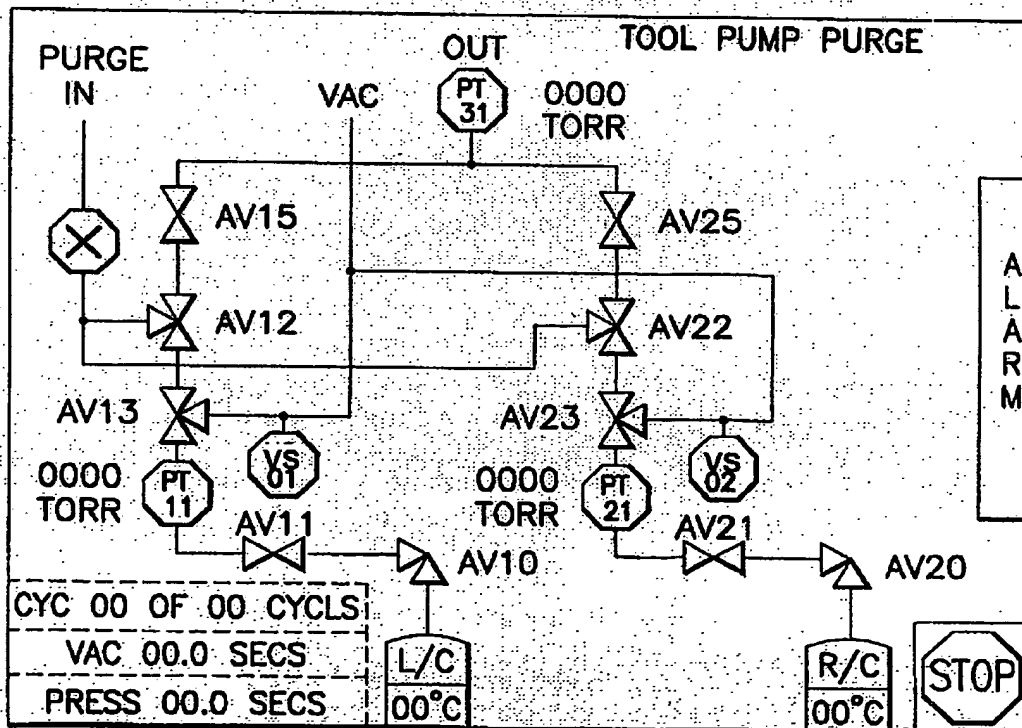 TOOL PUMP PURGE
PURGE
IN
OUT
PT
31
0000
TORR
VAC
AV15
AV25
AV12
AV22
AV13
AV23
VS
01
VS
02
0000
TORR
PT
11
0000
TORR
PT
21
AV11
AV21
AV10
AV20
A
L
A
R
M
CYC 00 OF 00 CYCLS
VAC 00.0 SECS
PRESS 00.0 SECS
L/C
00°C
R/C
00°C
STOP